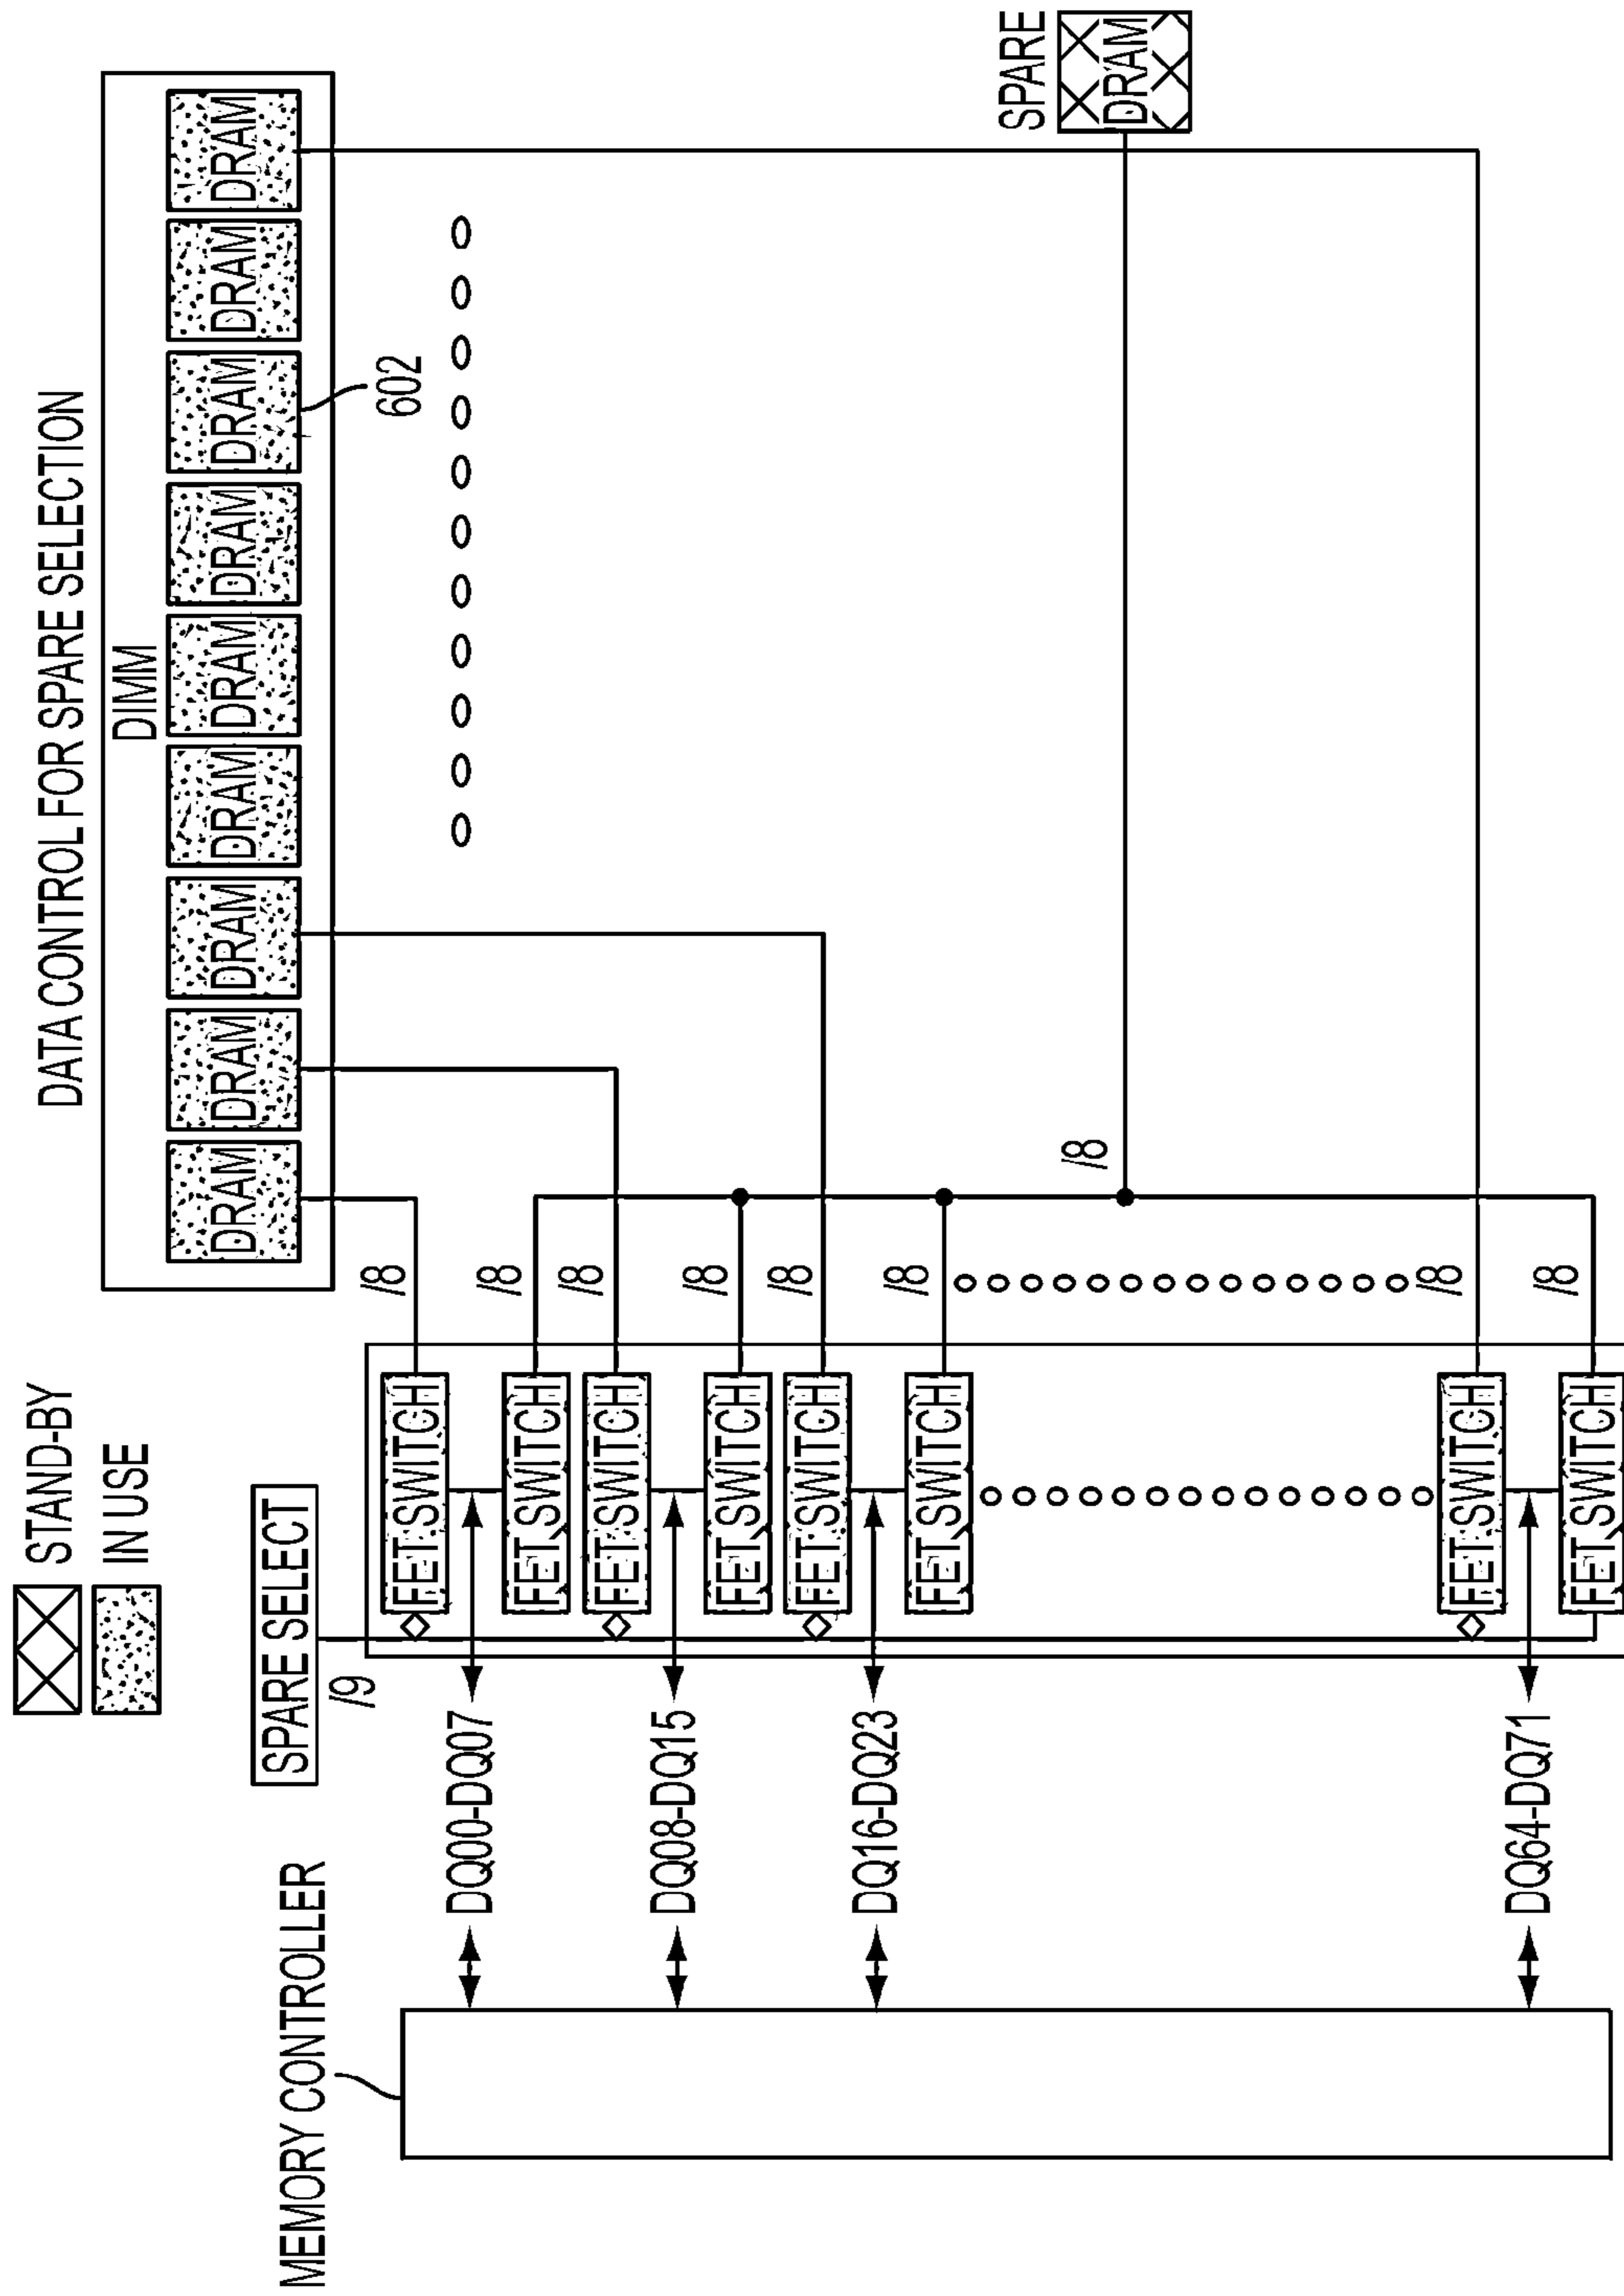 DATA CONTROL FOR SPARE SELECTION
STAND-BY
IN USE
DIMM
DRAM
DRAM
DRAM
DRAM
DRAM
DRAM
DRAM
DRAM
DRAM
602
SPARE SELECT
/9
MEMORY CONTROLLER
FET SWITCH
/8
DQ00-DQ07
FET SWITCH
/8
FET SWITCH
/8
DQ08-DQ15
FET SWITCH
/8
FET SWITCH
/8
DQ16-DQ23
FET SWITCH
/8
/8
SPARE
DRAM
FET SWITCH
/8
DQ64-DQ71
FET SWITCH
/8